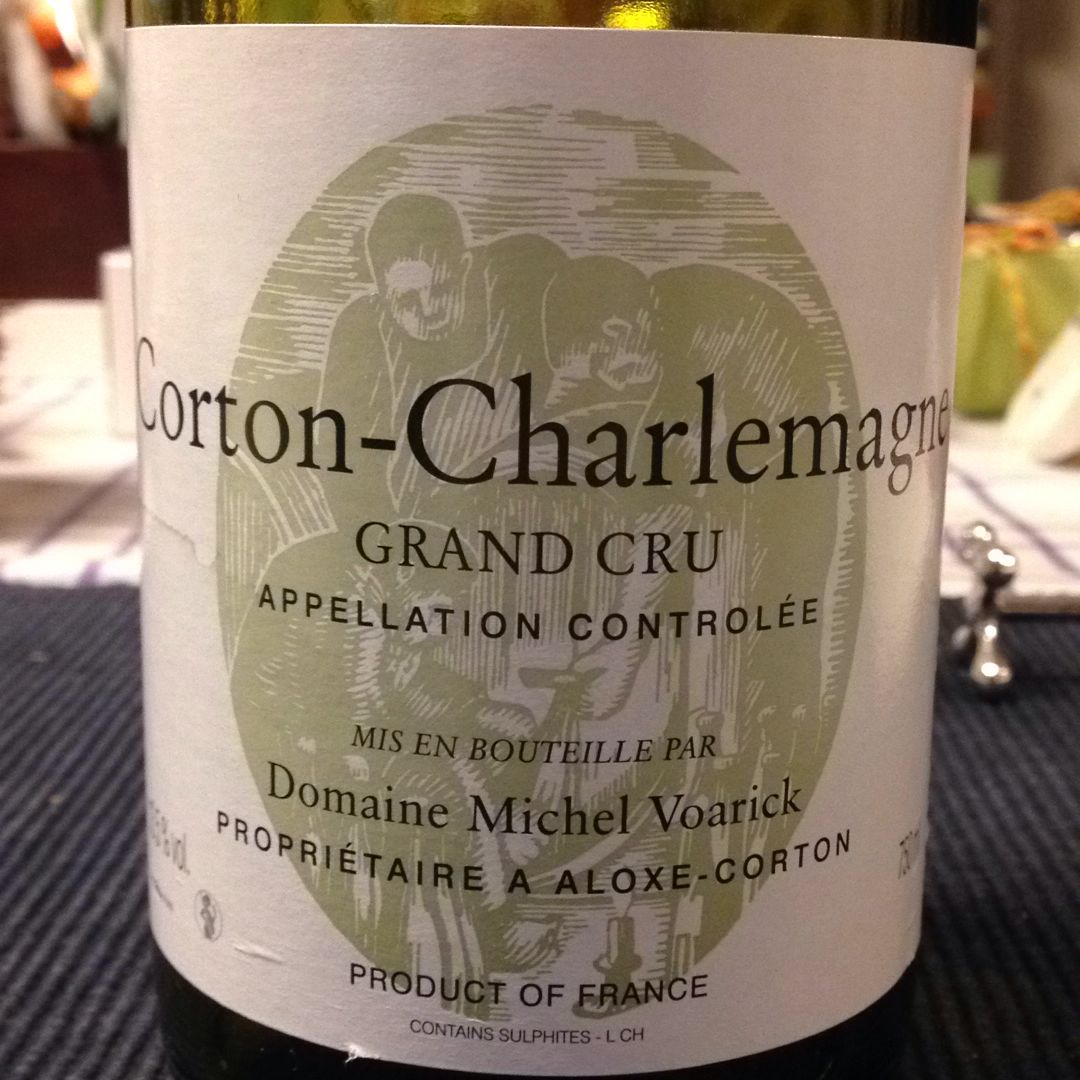 Corton-Charlemagne
GRAND CRU
APPELLATION CONTROLÉE
MIS EN BOUTEILLE PAR
Domaine Michel Voarick
PROPRIÉTAIRE A ALOXE-CORTON
% vol.
PRODUCT OF FRANCE
CONTAINS SULPHITES - L CH